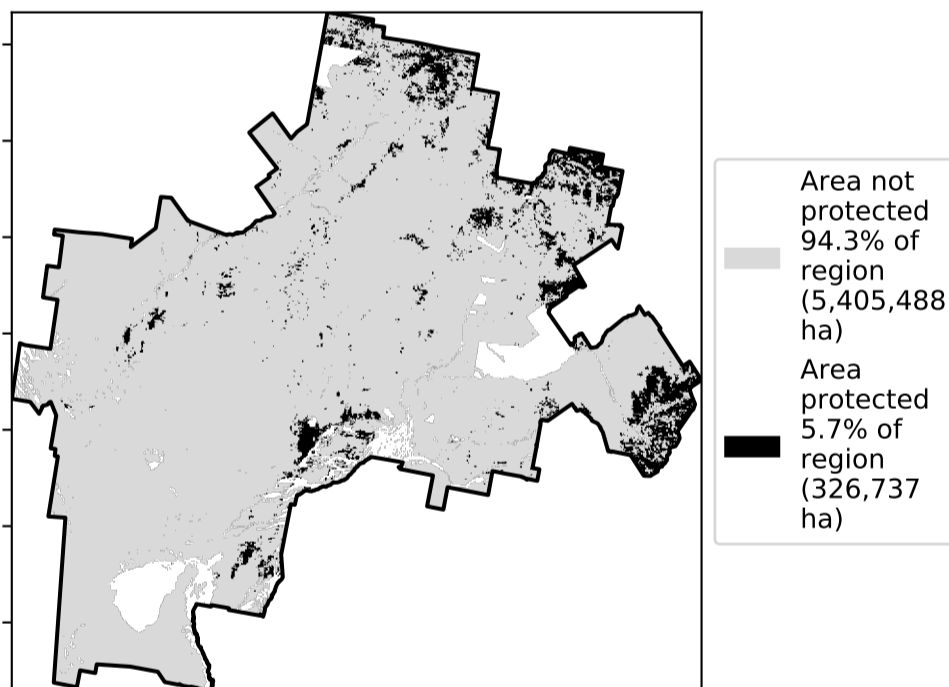 Area not
protected
94.3% of
region
(5,405,488
ha)
Area
protected
5.7% of
region
(326,737
ha)